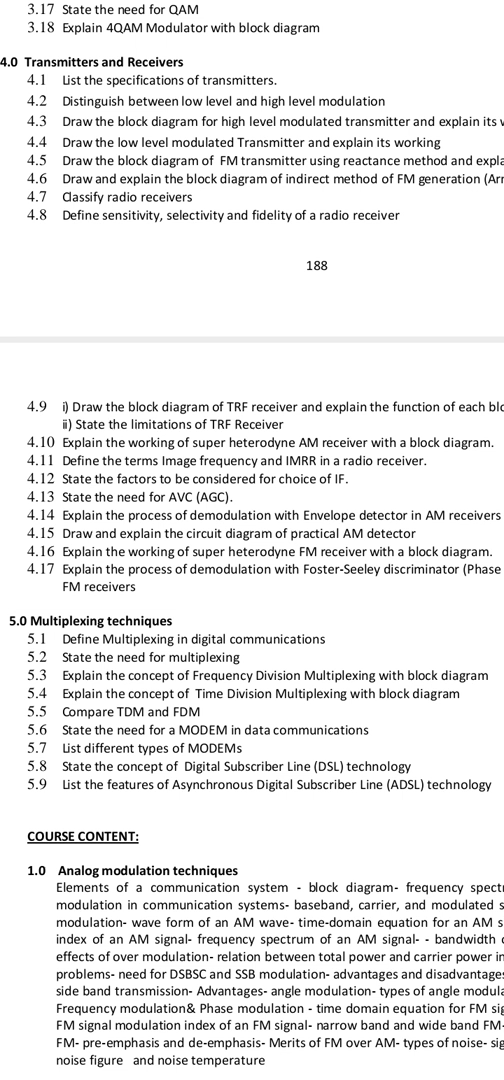 3.17 State the need for QAM
3.18 Explain 4QAM Modulator with block diagram
4.0 Transmitters and Receivers
4.1 List the specifications of transmitters.
4.2 Distinguish between low level and high level modulation
4.3 Draw the block diagram for high level modulated transmitter and explain its
4.4 Draw the low level modulated Transmitter and explain its working
4.5 Draw the block diagram of FM transmitter using reactance method and
4.6 Draw and explain the block diagram of indirect method of FM generation
4.7 Classify radio receivers
4.8 Define sensitivity, selectivity and fidelity of a radio receiver
188
4.9 i) Draw the block diagram of TRF receiver and explain the function of each
ii) State the limitations of TRF Receiver
4.10 Explain the working of super heterodyne AM receiver with a block diagram.
4.11 Define the terms Image frequency and IMRR in a radio receiver.
4.12 State the factors to be considered for choice of IF.
4.13 State the need for AVC (AGC).
4.14 Explain the process of demodulation with Envelope detector in AM receivers
4.15 Draw and explain the circuit diagram of practical AM detector
4.16 Explain the working of super heterodyne FM receiver with a block diagram.
4.17 Explain the process of demodulation with Foster-Seeley discriminator (Phase
FM receivers
5.0 Multiplexing techniques
5.1 Define Multiplexing in digital communications
5.2 State the need for multiplexing
5.3 Explain the concept of Frequency Division Multiplexing with block diagram
5.4 Explain the concept of Time Division Multiplexing with block diagram
5.5 Compare TDM and FDM
5.6 State the need for a MODEM in data communications
5.7 List different types of MODEMs
5.8 State the concept of Digital Subscriber Line (DSL) technology
5.9 List the features of Asynchronous Digital Subscriber Line (ADSL) technology
COURSE CONTENT:
1.0 Analog modulation techniques
Elements of a communication system - block diagram- frequency
modulation in communication systems- baseband, carrier, and modulated
modulation- wave form of an AM wave- time-domain equation for an AM
index of an AM signal- frequency spectrum of an AM signal- - bandwidth
effects of over modulation- relation between total power and carrier power
problems- need for DSBSC and SSB modulation- advantages and disadvantages
side band transmission- Advantages- angle modulation- types of angle
Frequency modulation& Phase modulation - time domain equation for FM
FM signal modulation index of an FM signal- narrow band and wide band FM-
FM- pre-emphasis and de-emphasis- Merits of FM over AM- types of noise-
noise figure and noise temperature